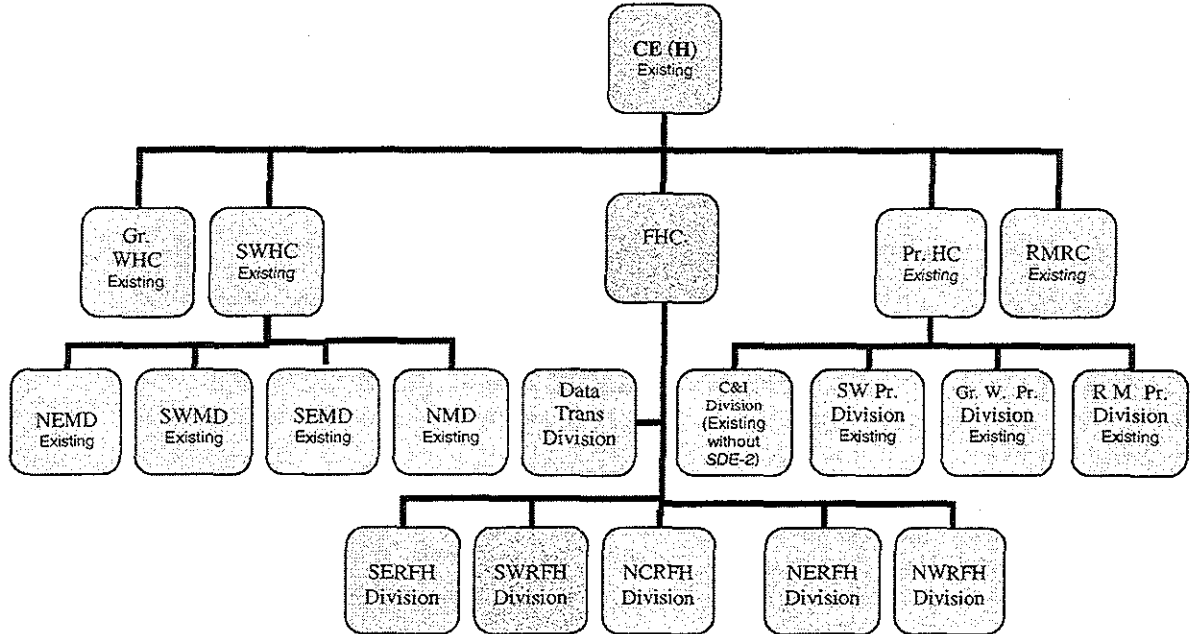 CE (H)
Existing
Gr.
WHC
Existing
SWHC
Existing
FHC.
Pr. HC
Existing
RMRC
Existing
NEMD
Existing
SWMD
Existing
SEMD
Existing
NMD
Existing
Data
Trans
Division
C&I
Division
(Existing
without
SDE-2)
SW Pr.
Division
Existing
Gr. W. Pr.
Division
Existing
R M Pr.
Division
Existing
SERFH
Division
SWRFH
Division
NCRFH
Division
NERFH
Division
NWRFH
Division